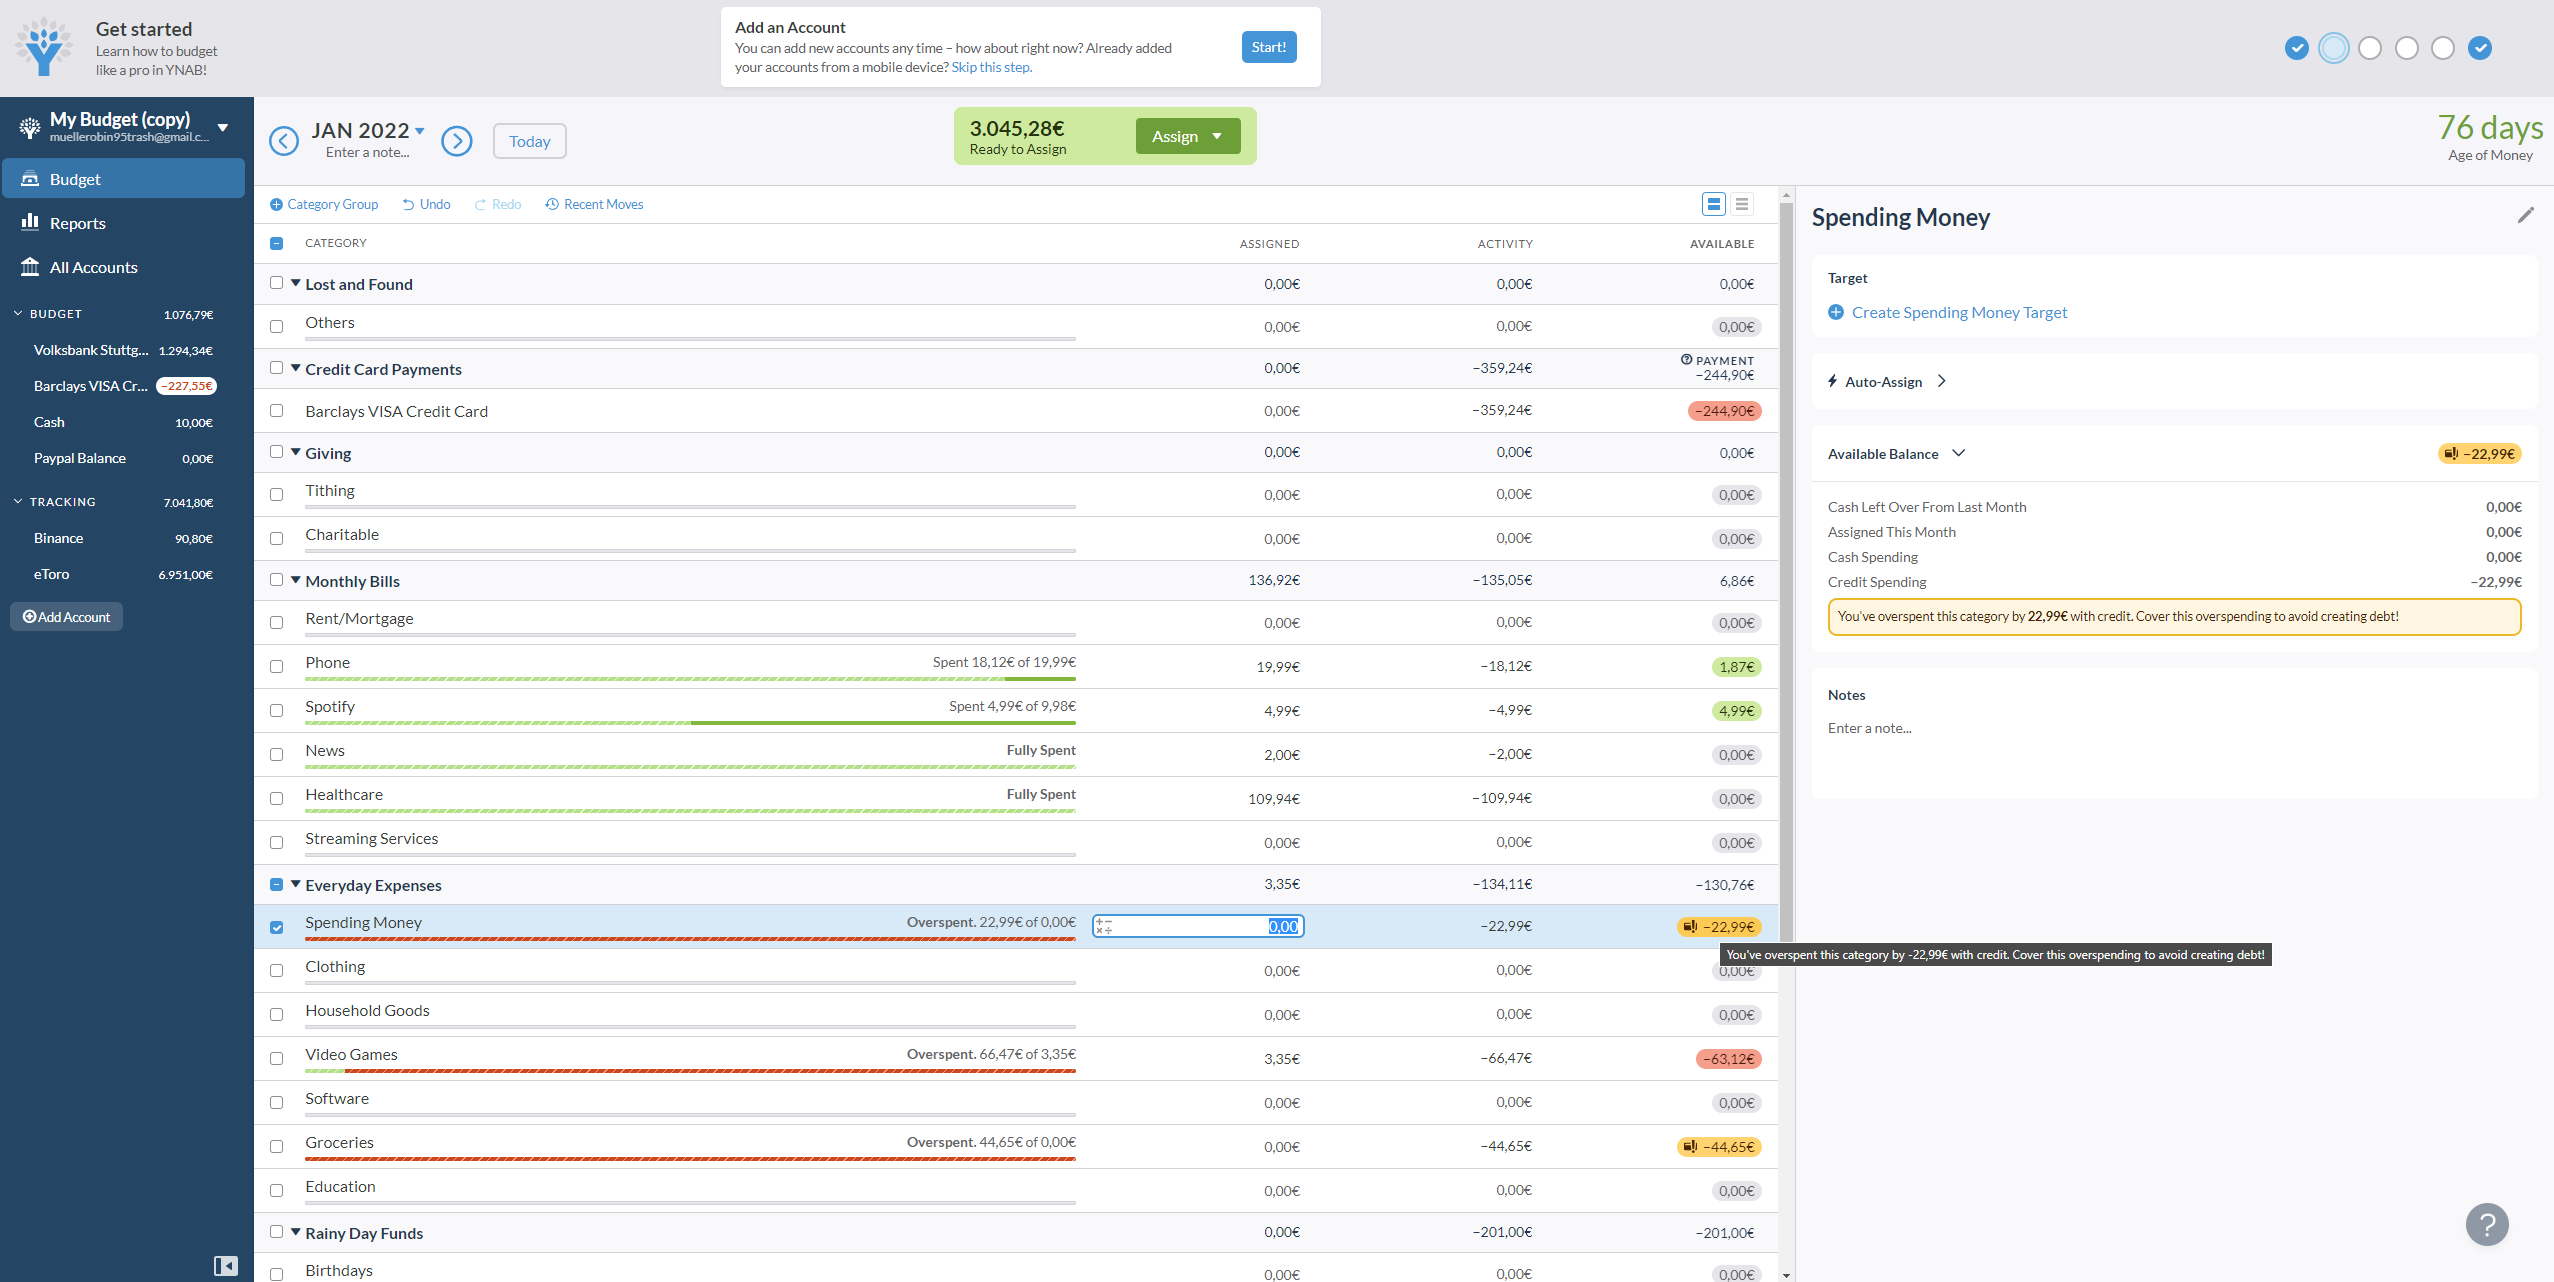 Get started
Learn how to budget
like a pro in YNAB!
Add an Account
You can add new accounts any time – how about right now? Already added
your accounts from a mobile device? Skip this step.
Start!
My Budget (copy)
muellerobin95trash@gmail.c...
Budget
Reports
All Accounts
BUDGET 1.076,79€
Volksbank Stuttg... 1.294,34€
Barclays VISA Cr... −227,55€
Cash 10,00€
Paypal Balance 0,00€
TRACKING 7.041,80€
Binance 90,80€
eToro 6.951,00€
Add Account
JAN 2022
Enter a note...
Today
3.045,28€
Ready to Assign
Assign
76 days
Age of Money
Category Group Undo Redo Recent Moves
CATEGORY ASSIGNED ACTIVITY AVAILABLE
Lost and Found 0,00€ 0,00€ 0,00€
Others 0,00€ 0,00€ 0,00€
PAYMENT
Credit Card Payments 0,00€ −359,24€ −244,90€
Barclays VISA Credit Card 0,00€ −359,24€ −244,90€
Giving 0,00€ 0,00€ 0,00€
Tithing 0,00€ 0,00€ 0,00€
Charitable 0,00€ 0,00€ 0,00€
Monthly Bills 136,92€ −135,05€ 6,86€
Rent/Mortgage 0,00€ 0,00€ 0,00€
Phone Spent 18,12€ of 19,99€ 19,99€ −18,12€ 1,87€
Spotify Spent 4,99€ of 9,98€ 4,99€ −4,99€ 4,99€
News Fully Spent 2,00€ −2,00€ 0,00€
Healthcare Fully Spent 109,94€ −109,94€ 0,00€
Streaming Services 0,00€ 0,00€ 0,00€
Everyday Expenses 3,35€ −134,11€ −130,76€
Spending Money Overspent. 22,99€ of 0,00€ 0,00 −22,99€ −22,99€
You've overspent this category by -22,99€ with credit. Cover this overspending to avoid creating debt!
Clothing 0,00€ 0,00€ 0,00€
Household Goods 0,00€ 0,00€ 0,00€
Video Games Overspent. 66,47€ of 3,35€ 3,35€ −66,47€ −63,12€
Software 0,00€ 0,00€ 0,00€
Groceries Overspent. 44,65€ of 0,00€ 0,00€ −44,65€ −44,65€
Education 0,00€ 0,00€ 0,00€
Rainy Day Funds 0,00€ −201,00€ −201,00€
Birthdays 0,00€ 0,00€ 0,00€
Spending Money
Target
Create Spending Money Target
Auto-Assign
Available Balance −22,99€
Cash Left Over From Last Month 0,00€
Assigned This Month 0,00€
Cash Spending 0,00€
Credit Spending −22,99€
You've overspent this category by 22,99€ with credit. Cover this overspending to avoid creating debt!
Notes
Enter a note...
?